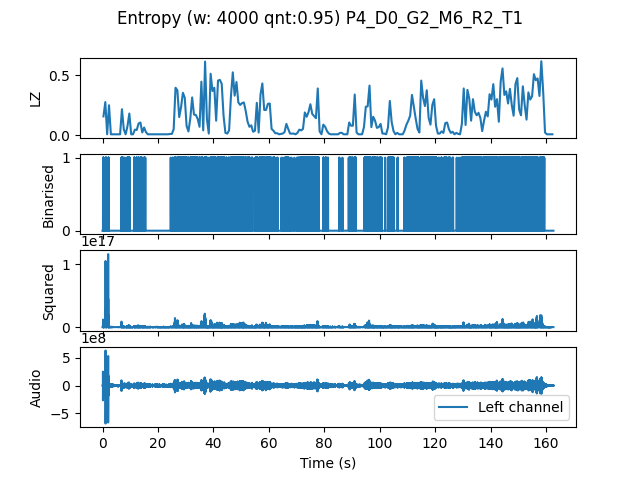 Entropy (w: 4000 qnt:0.95) P4_D0_G2_M6_R2_T1
0.5
0.0
LZ
1
0
Binarised
1e17
1
0
Squared
1e8
5
0
−5
Audio
Left channel
0 20 40 60 80 100 120 140 160
Time (s)